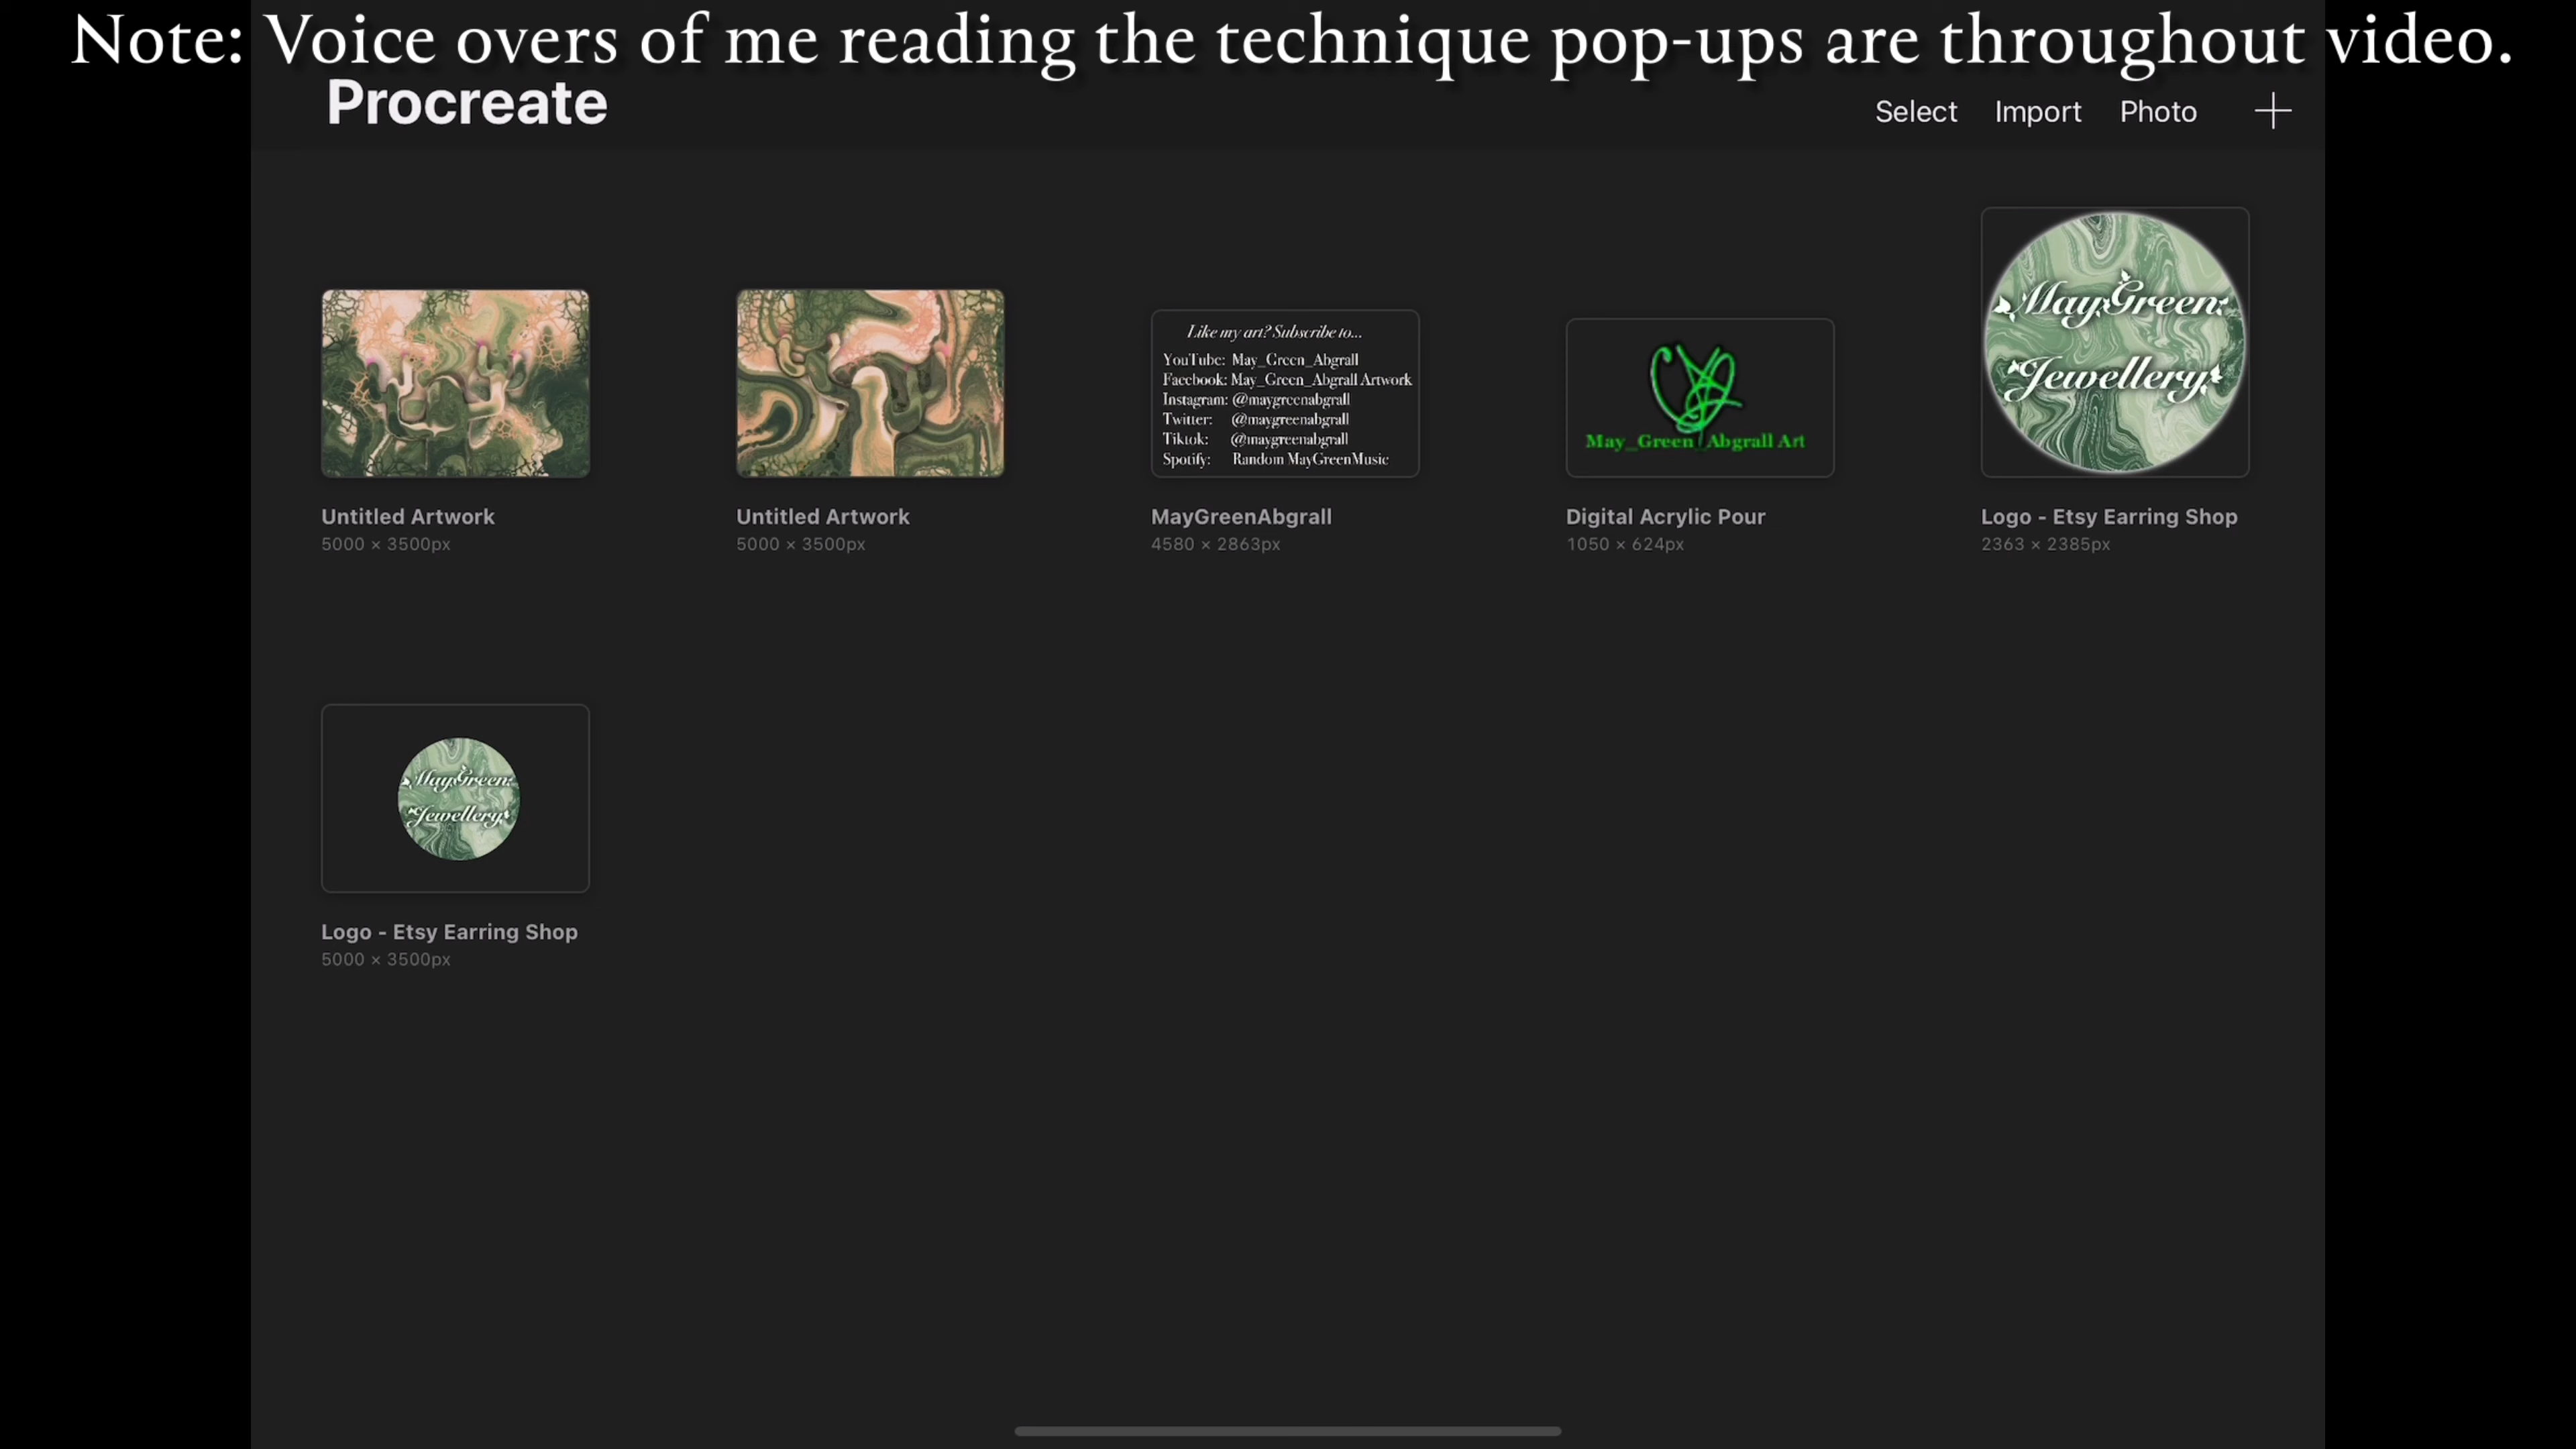 Note: Voice overs of me reading the technique pop-ups are throughout video.
Procreate
Select Import Photo
Like my art? Subscribe to...
YouTube: May_Green_Abgrall
Facebook: May_Green_Abgrall Artwork
Instagram: @maygreenabgrall
Twitter: @maygreenabgrall
Tiktok: @maygreenabgrall
Spotify: Random MayGreenMusic
May_Green_Abgrall Art
MayGreen
Jewellery
Untitled Artwork
5000 × 3500px
Untitled Artwork
5000 × 3500px
MayGreenAbgrall
4580 × 2863px
Digital Acrylic Pour
1050 × 624px
Logo - Etsy Earring Shop
2363 × 2385px
MayGreen
Jewellery
Logo - Etsy Earring Shop
5000 × 3500px